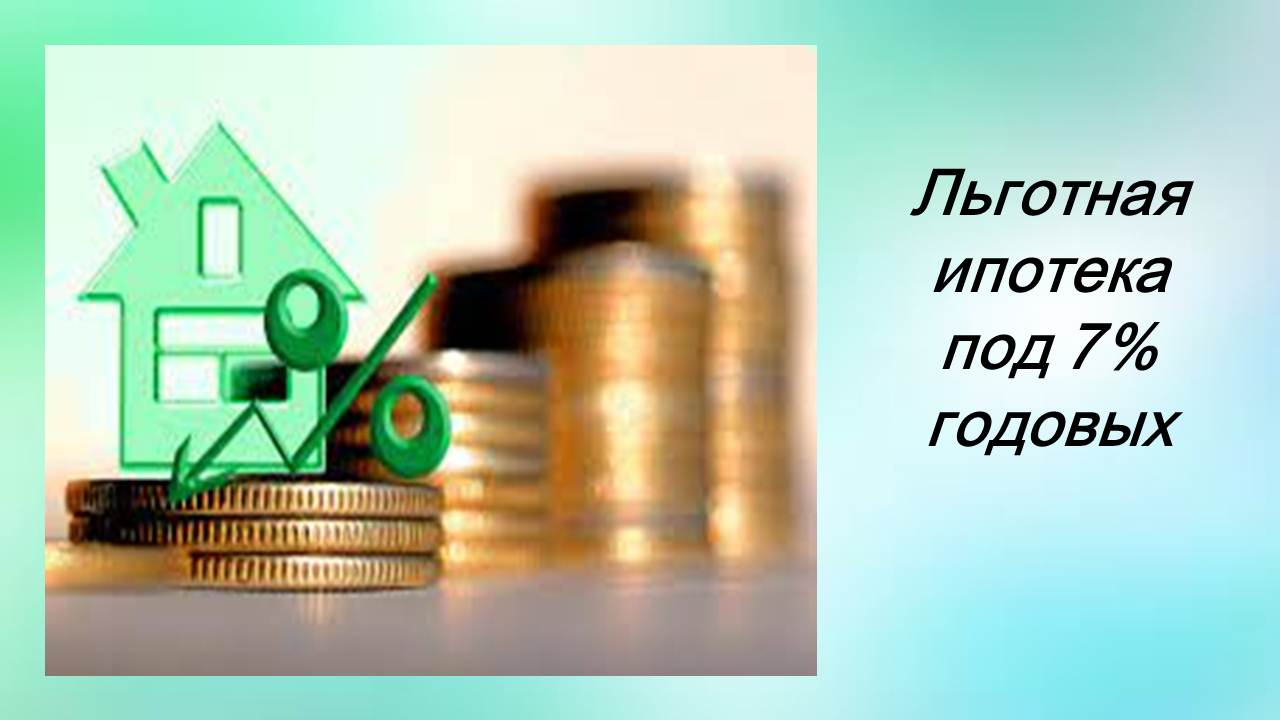 Льготная
ипотека
под 7%
годовых